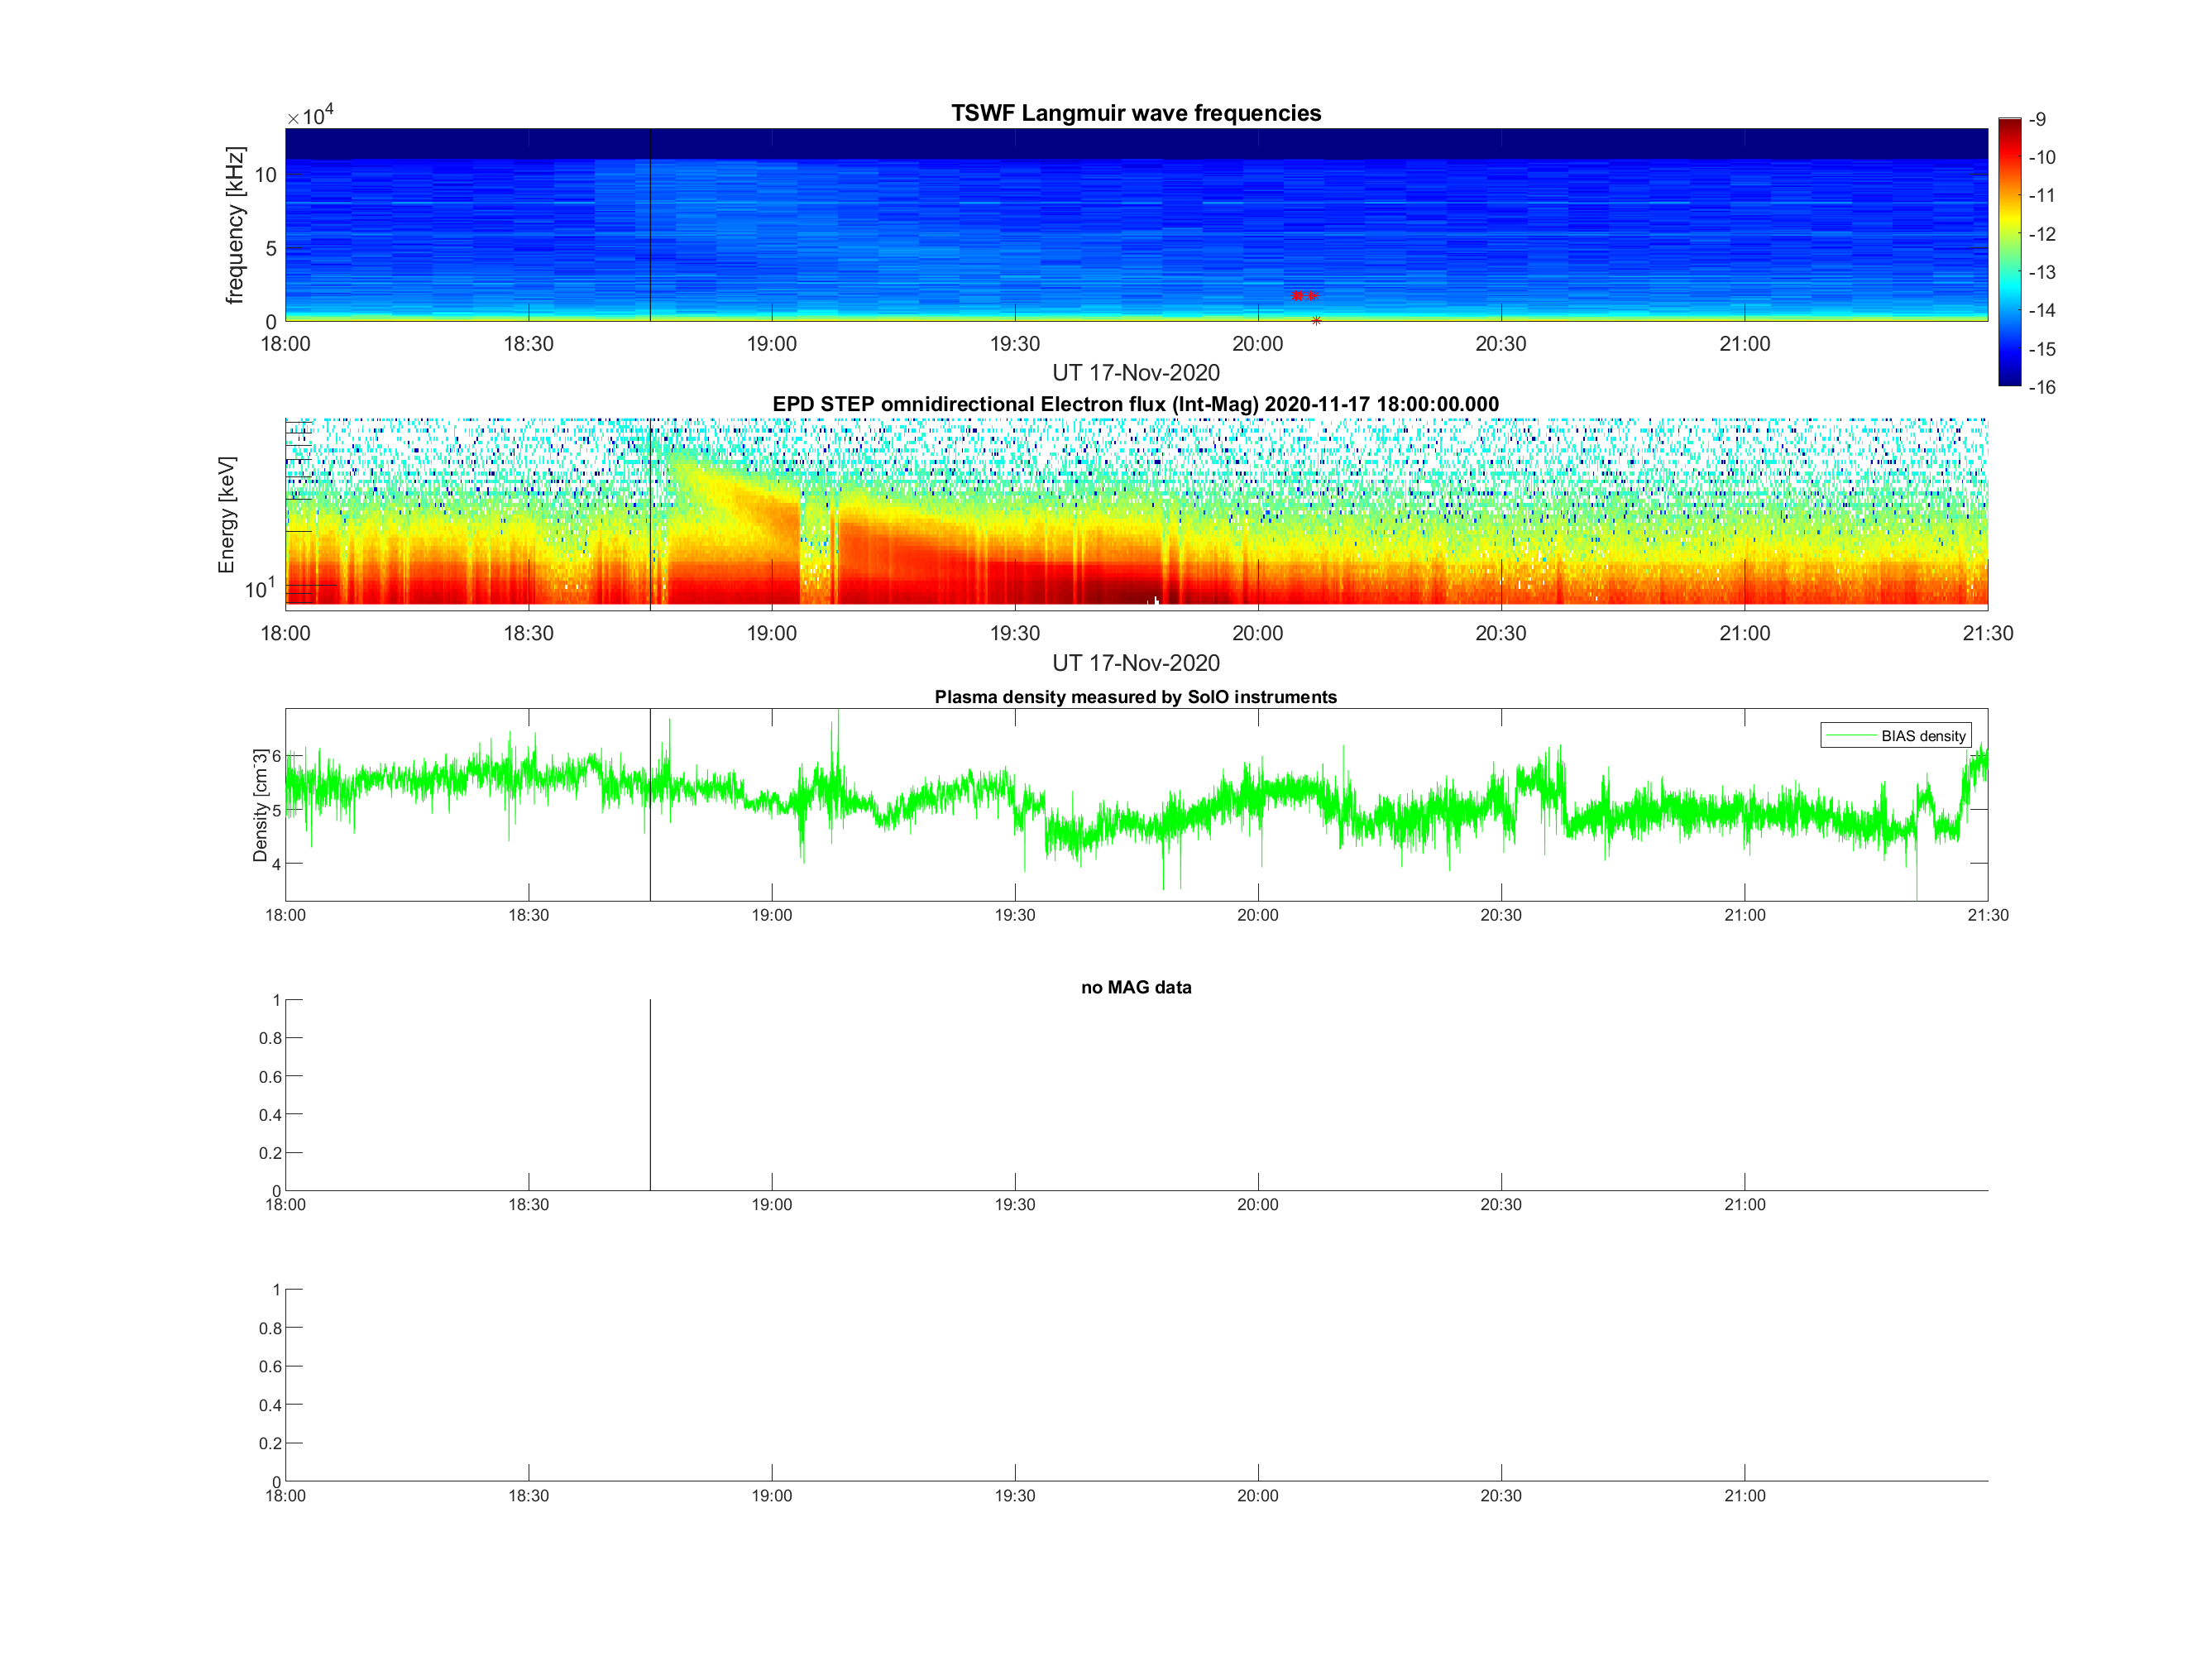 TSWF Langmuir wave frequencies
×10^4
frequency [kHz]
10
5
0
18:00 18:30 19:00 19:30 20:00 20:30 21:00
UT 17-Nov-2020
-9
-10
-11
-12
-13
-14
-15
-16
EPD STEP omnidirectional Electron flux (Int-Mag) 2020-11-17 18:00:00.000
Energy [keV]
10^1
18:00 18:30 19:00 19:30 20:00 20:30 21:00 21:30
UT 17-Nov-2020
Plasma density measured by SolO instruments
Density [cm^-3]
6
5
4
BIAS density
18:00 18:30 19:00 19:30 20:00 20:30 21:00 21:30
no MAG data
1
0.8
0.6
0.4
0.2
0
18:00 18:30 19:00 19:30 20:00 20:30 21:00
1
0.8
0.6
0.4
0.2
0
18:00 18:30 19:00 19:30 20:00 20:30 21:00